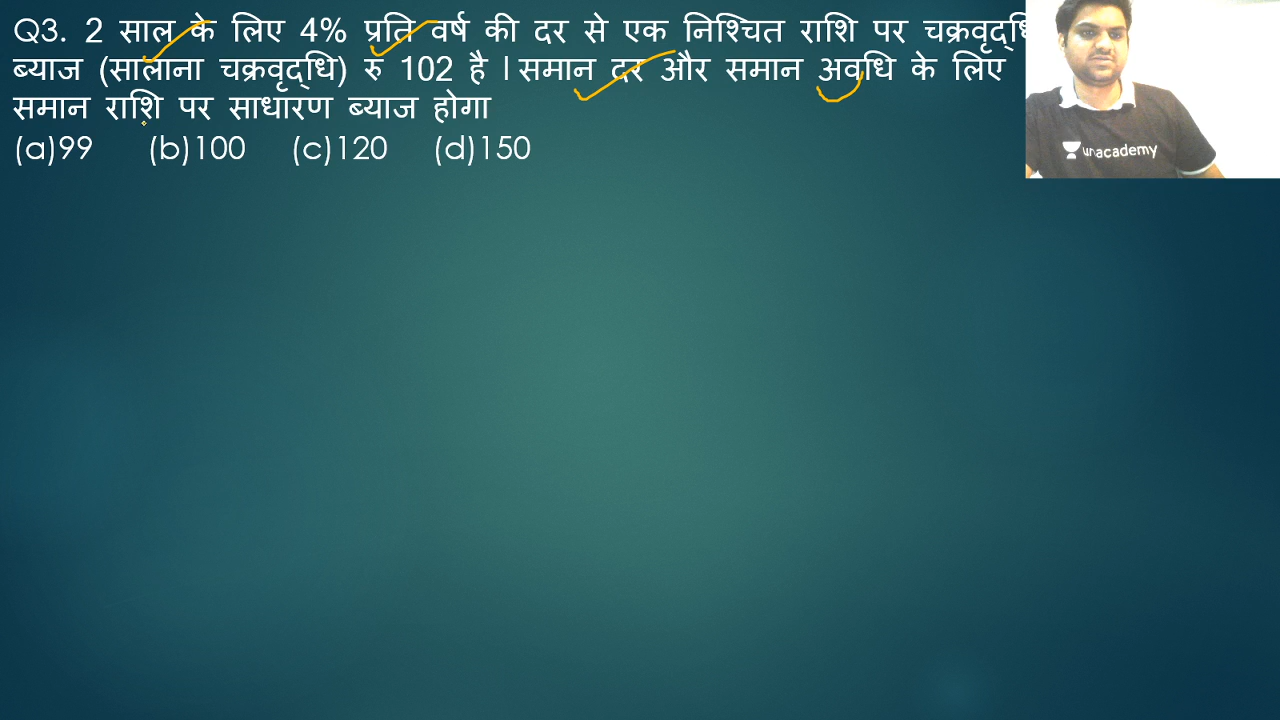 Q3. 2 साल के लिए 4% प्रति वर्ष की दर से एक निश्चित राशि पर चक्रवृद्धि
ब्याज (सालाना चक्रवृद्धि) रु 102 है । समान दर और समान अवधि के लिए
समान राशि पर साधारण ब्याज होगा
(a)99 (b)100 (c)120 (d)150
unacademy